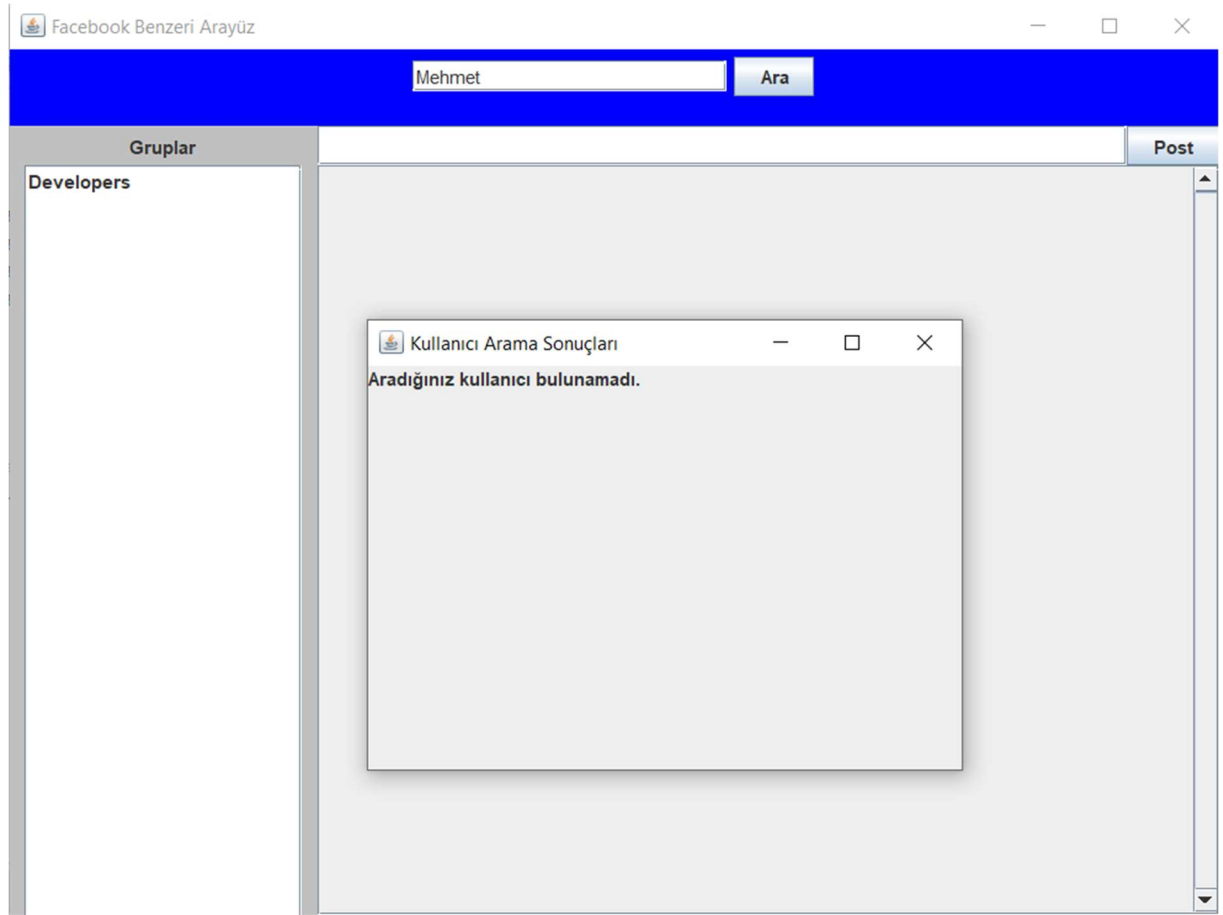 Facebook Benzeri Arayüz
Mehmet
Ara
Gruplar
Post
Developers
Kullanıcı Arama Sonuçları
Aradığınız kullanıcı bulunamadı.